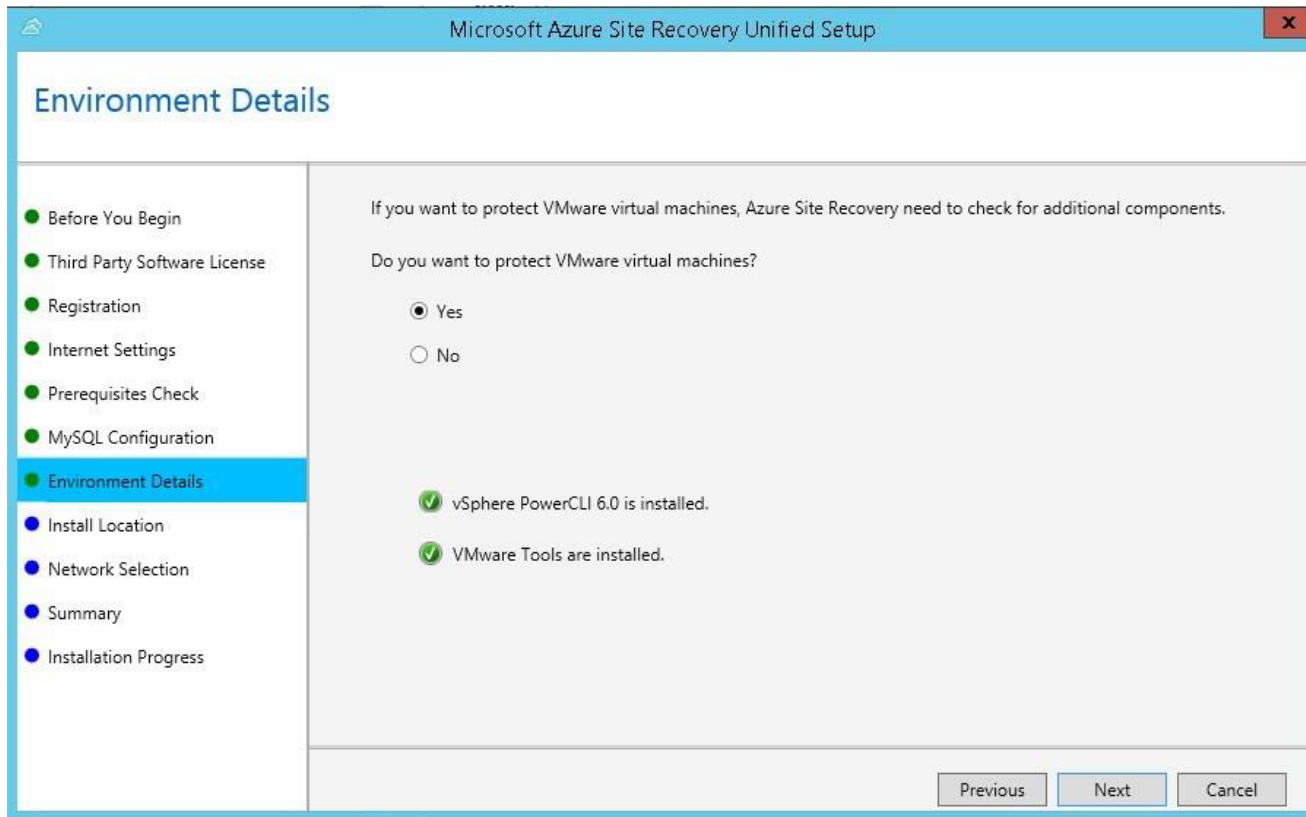 Microsoft Azure Site Recovery Unified Setup
x
Environment Details
Before You Begin
Third Party Software License
Registration
Internet Settings
Prerequisites Check
MySQL Configuration
Environment Details
Install Location
Network Selection
Summary
Installation Progress
If you want to protect VMware virtual machines, Azure Site Recovery need to check for additional components.
Do you want to protect VMware virtual machines?
Yes
No
vSphere PowerCLI 6.0 is installed.
VMware Tools are installed.
Previous
Next
Cancel